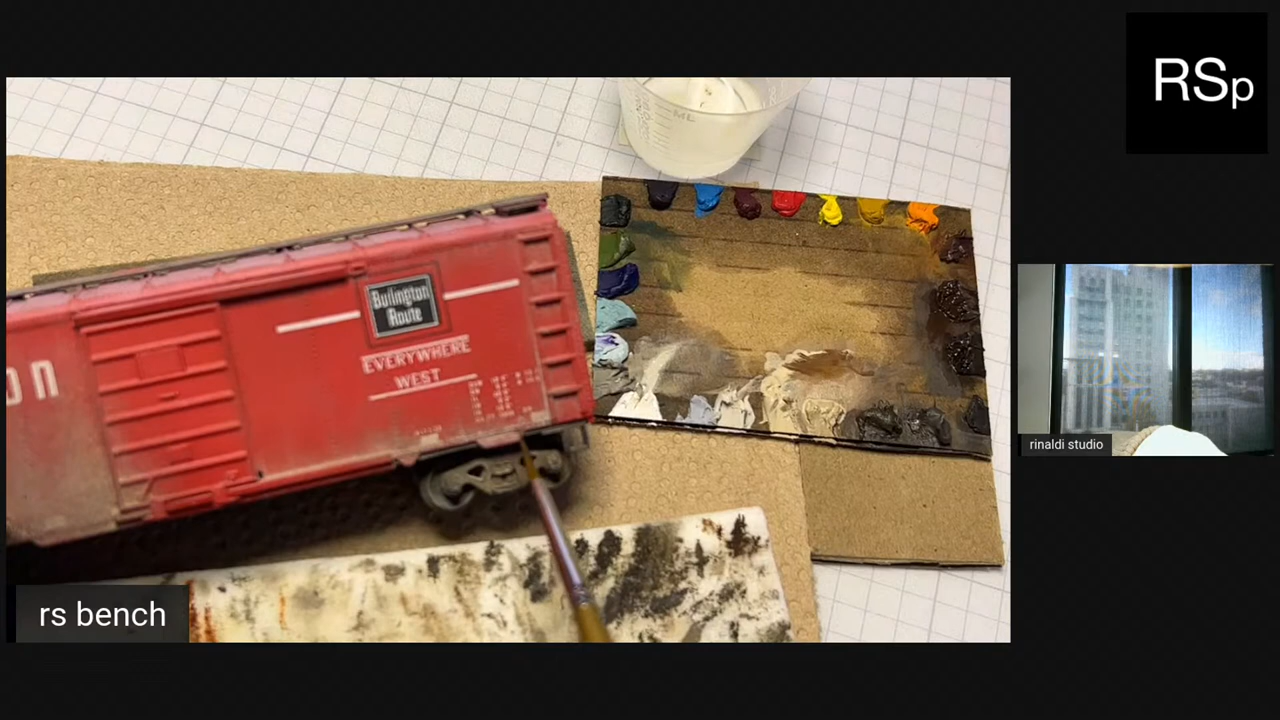 RSp
ML
Burlington
Route
EVERYWHERE
WEST
on
rinaldi studio
rs bench